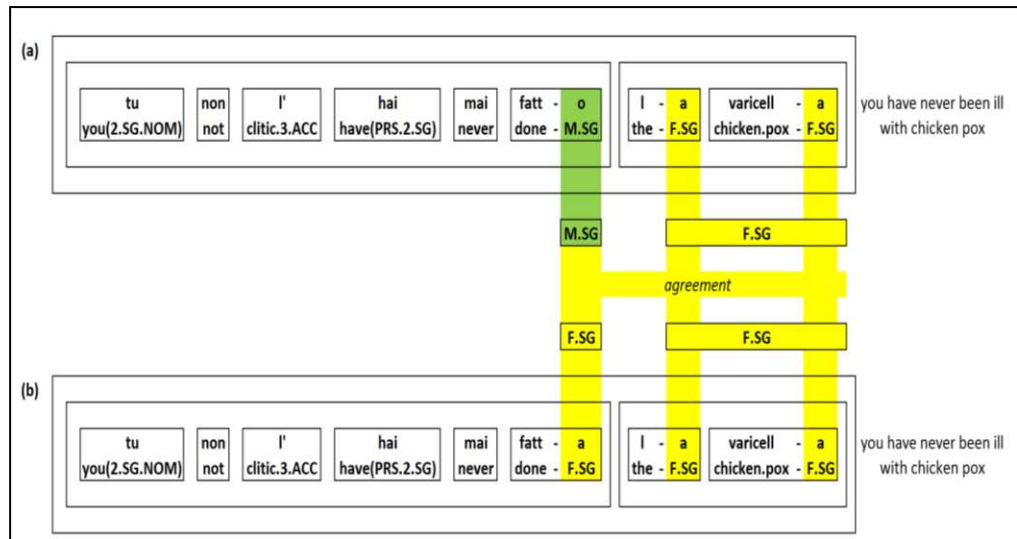 (a)
tu non l' hai mai fatt - o l - a varicell - a you have never been ill
you(2.SG.NOM) not clitic.3.ACC have(PRS.2.SG) never done - M.SG the - F.SG chicken.pox - F.SG with chicken pox
M.SG F.SG
agreement
F.SG F.SG
(b)
tu non l' hai mai fatt - a l - a varicell - a you have never been ill
you(2.SG.NOM) not clitic.3.ACC have(PRS.2.SG) never done - F.SG the - F.SG chicken.pox - F.SG with chicken pox